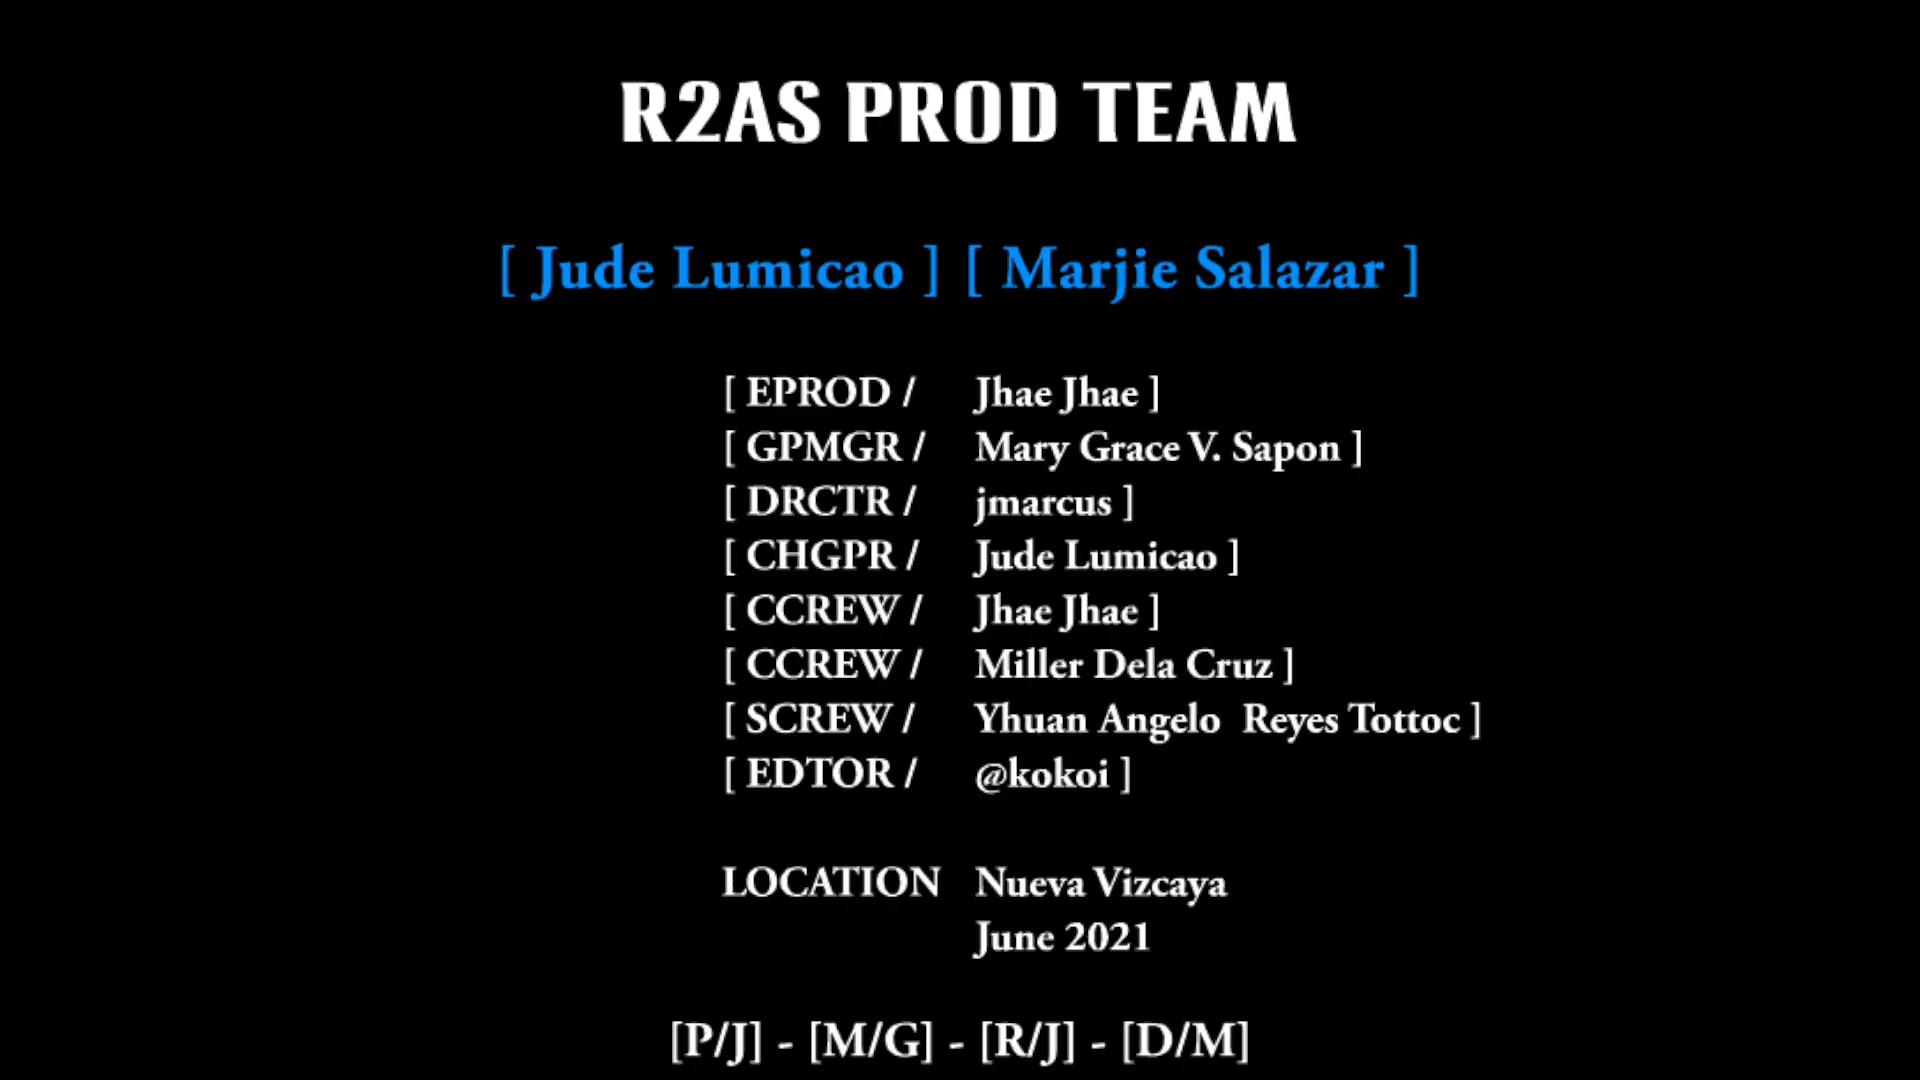 R2AS PROD TEAM
[ Jude Lumicao ] [ Marjie Salazar ]
[ EPROD / Jhae Jhae ]
[ GPMGR / Mary Grace V. Sapon ]
[ DRCTR / jmarcus ]
[ CHGPR / Jude Lumicao ]
[ CCREW / Jhae Jhae ]
[ CCREW / Miller Dela Cruz ]
[ SCREW / Yhuan Angelo Reyes Tottoc ]
[ EDTOR / @kokoi ]
LOCATION Nueva Vizcaya
June 2021
[P/J] - [M/G] - [R/J] - [D/M]